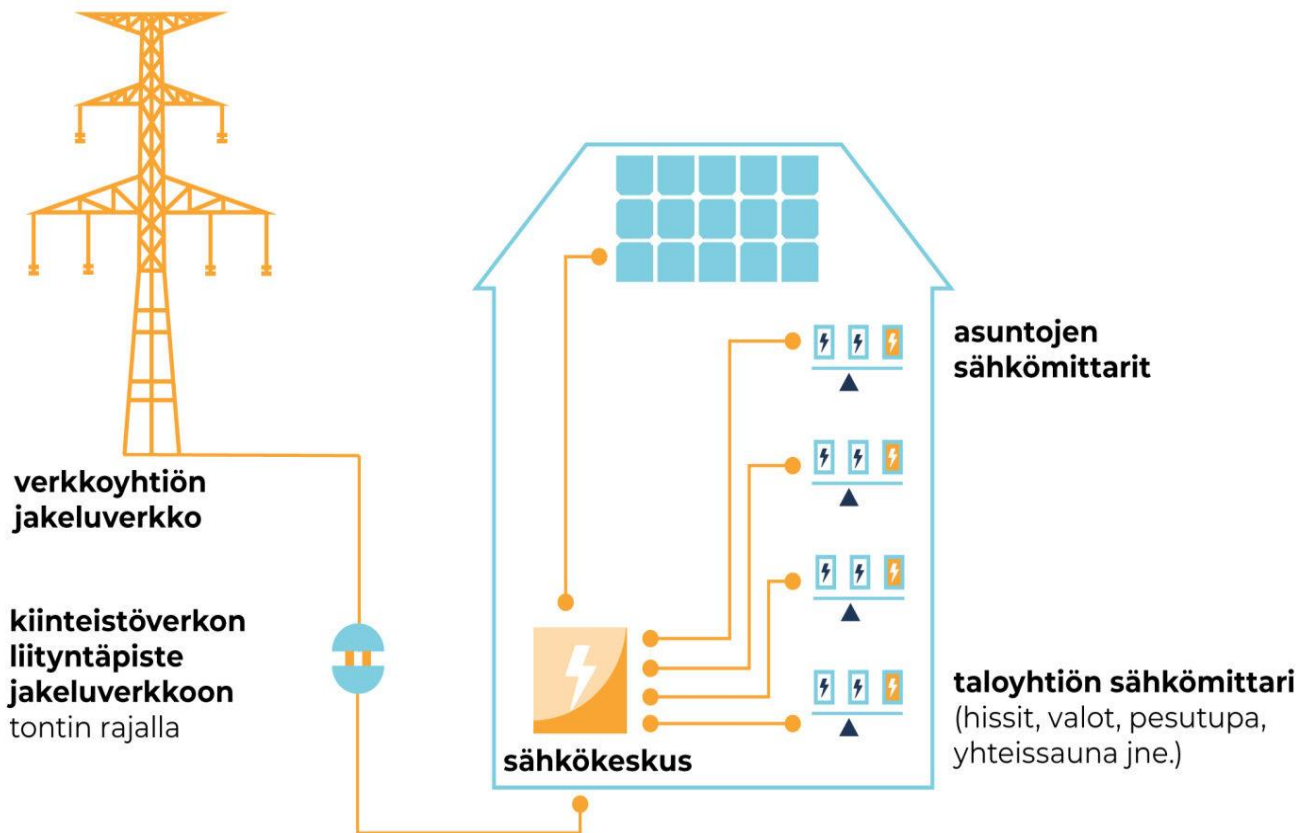 verkkoyhtiön
jakeluverkko
kiinteistöverkon
liityntäpiste
jakeluverkkoon
tontin rajalla
sähkökeskus
asuntojen
sähkömittarit
taloyhtiön sähkömittari
(hissit, valot, pesutupa,
yhteissauna jne.)